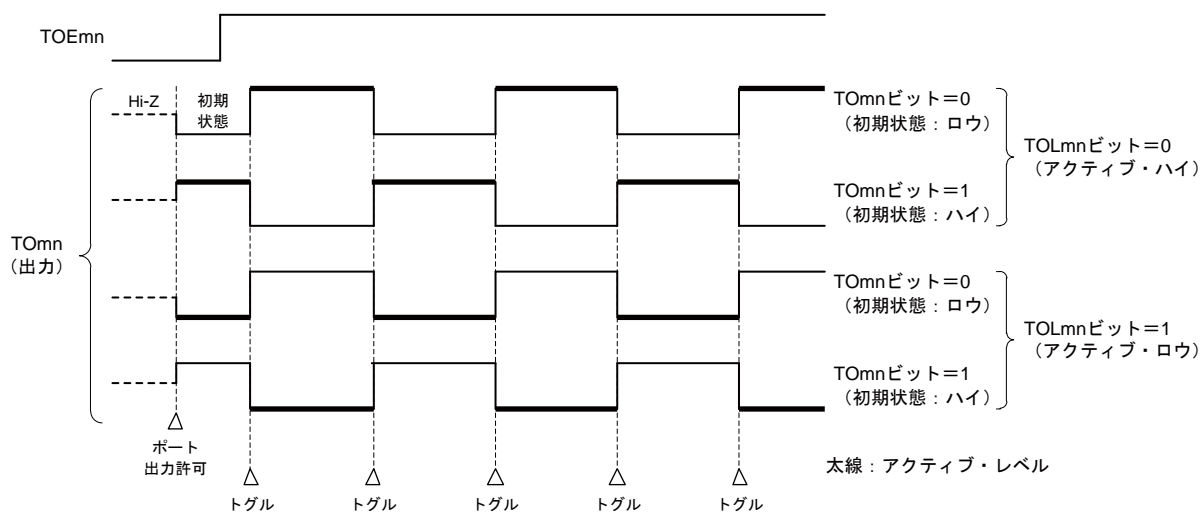 TOEmn
Hi-Z
初期
状態
TOmn
（出力）
TOmnビット＝0
（初期状態：ロウ）
TOmnビット＝1
（初期状態：ハイ）
TOLmnビット＝0
（アクティブ・ハイ）
TOmnビット＝0
（初期状態：ロウ）
TOmnビット＝1
（初期状態：ハイ）
TOLmnビット＝1
（アクティブ・ロウ）
ポート
出力許可
太線：アクティブ・レベル
トグル
トグル
トグル
トグル
トグル